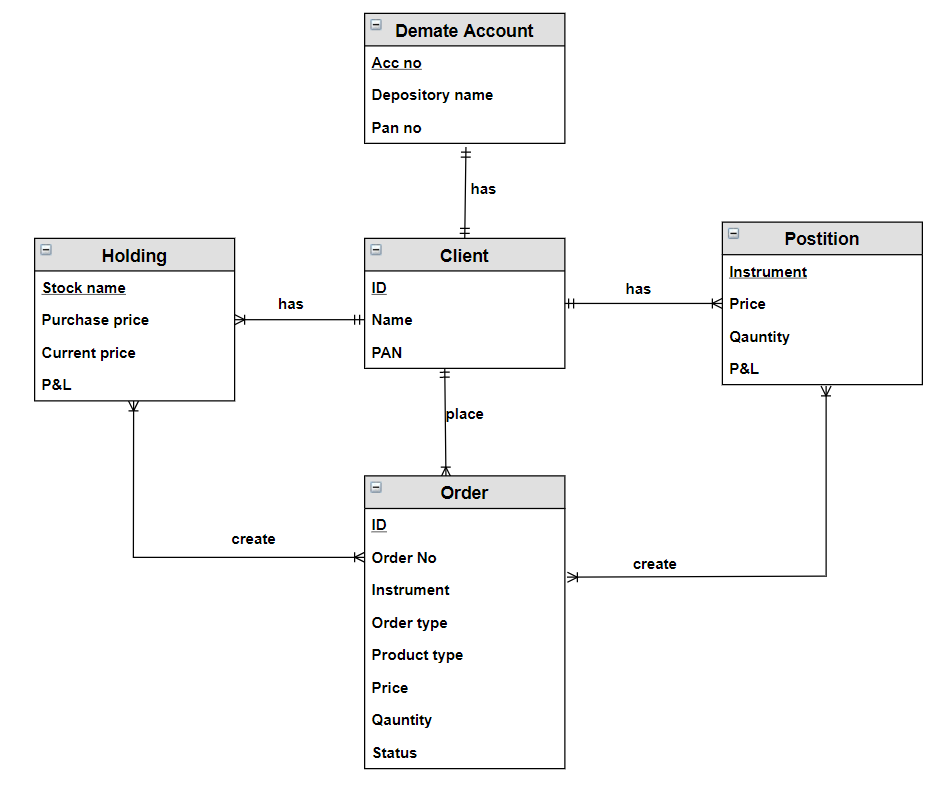 Demate Account
Acc no
Depository name
Pan no
has
Holding
Stock name
Purchase price
Current price
P&L
has
Client
ID
Name
PAN
has
Postition
Instrument
Price
Qauntity
P&L
place
Order
ID
Order No
Instrument
Order type
Product type
Price
Qauntity
Status
create
create